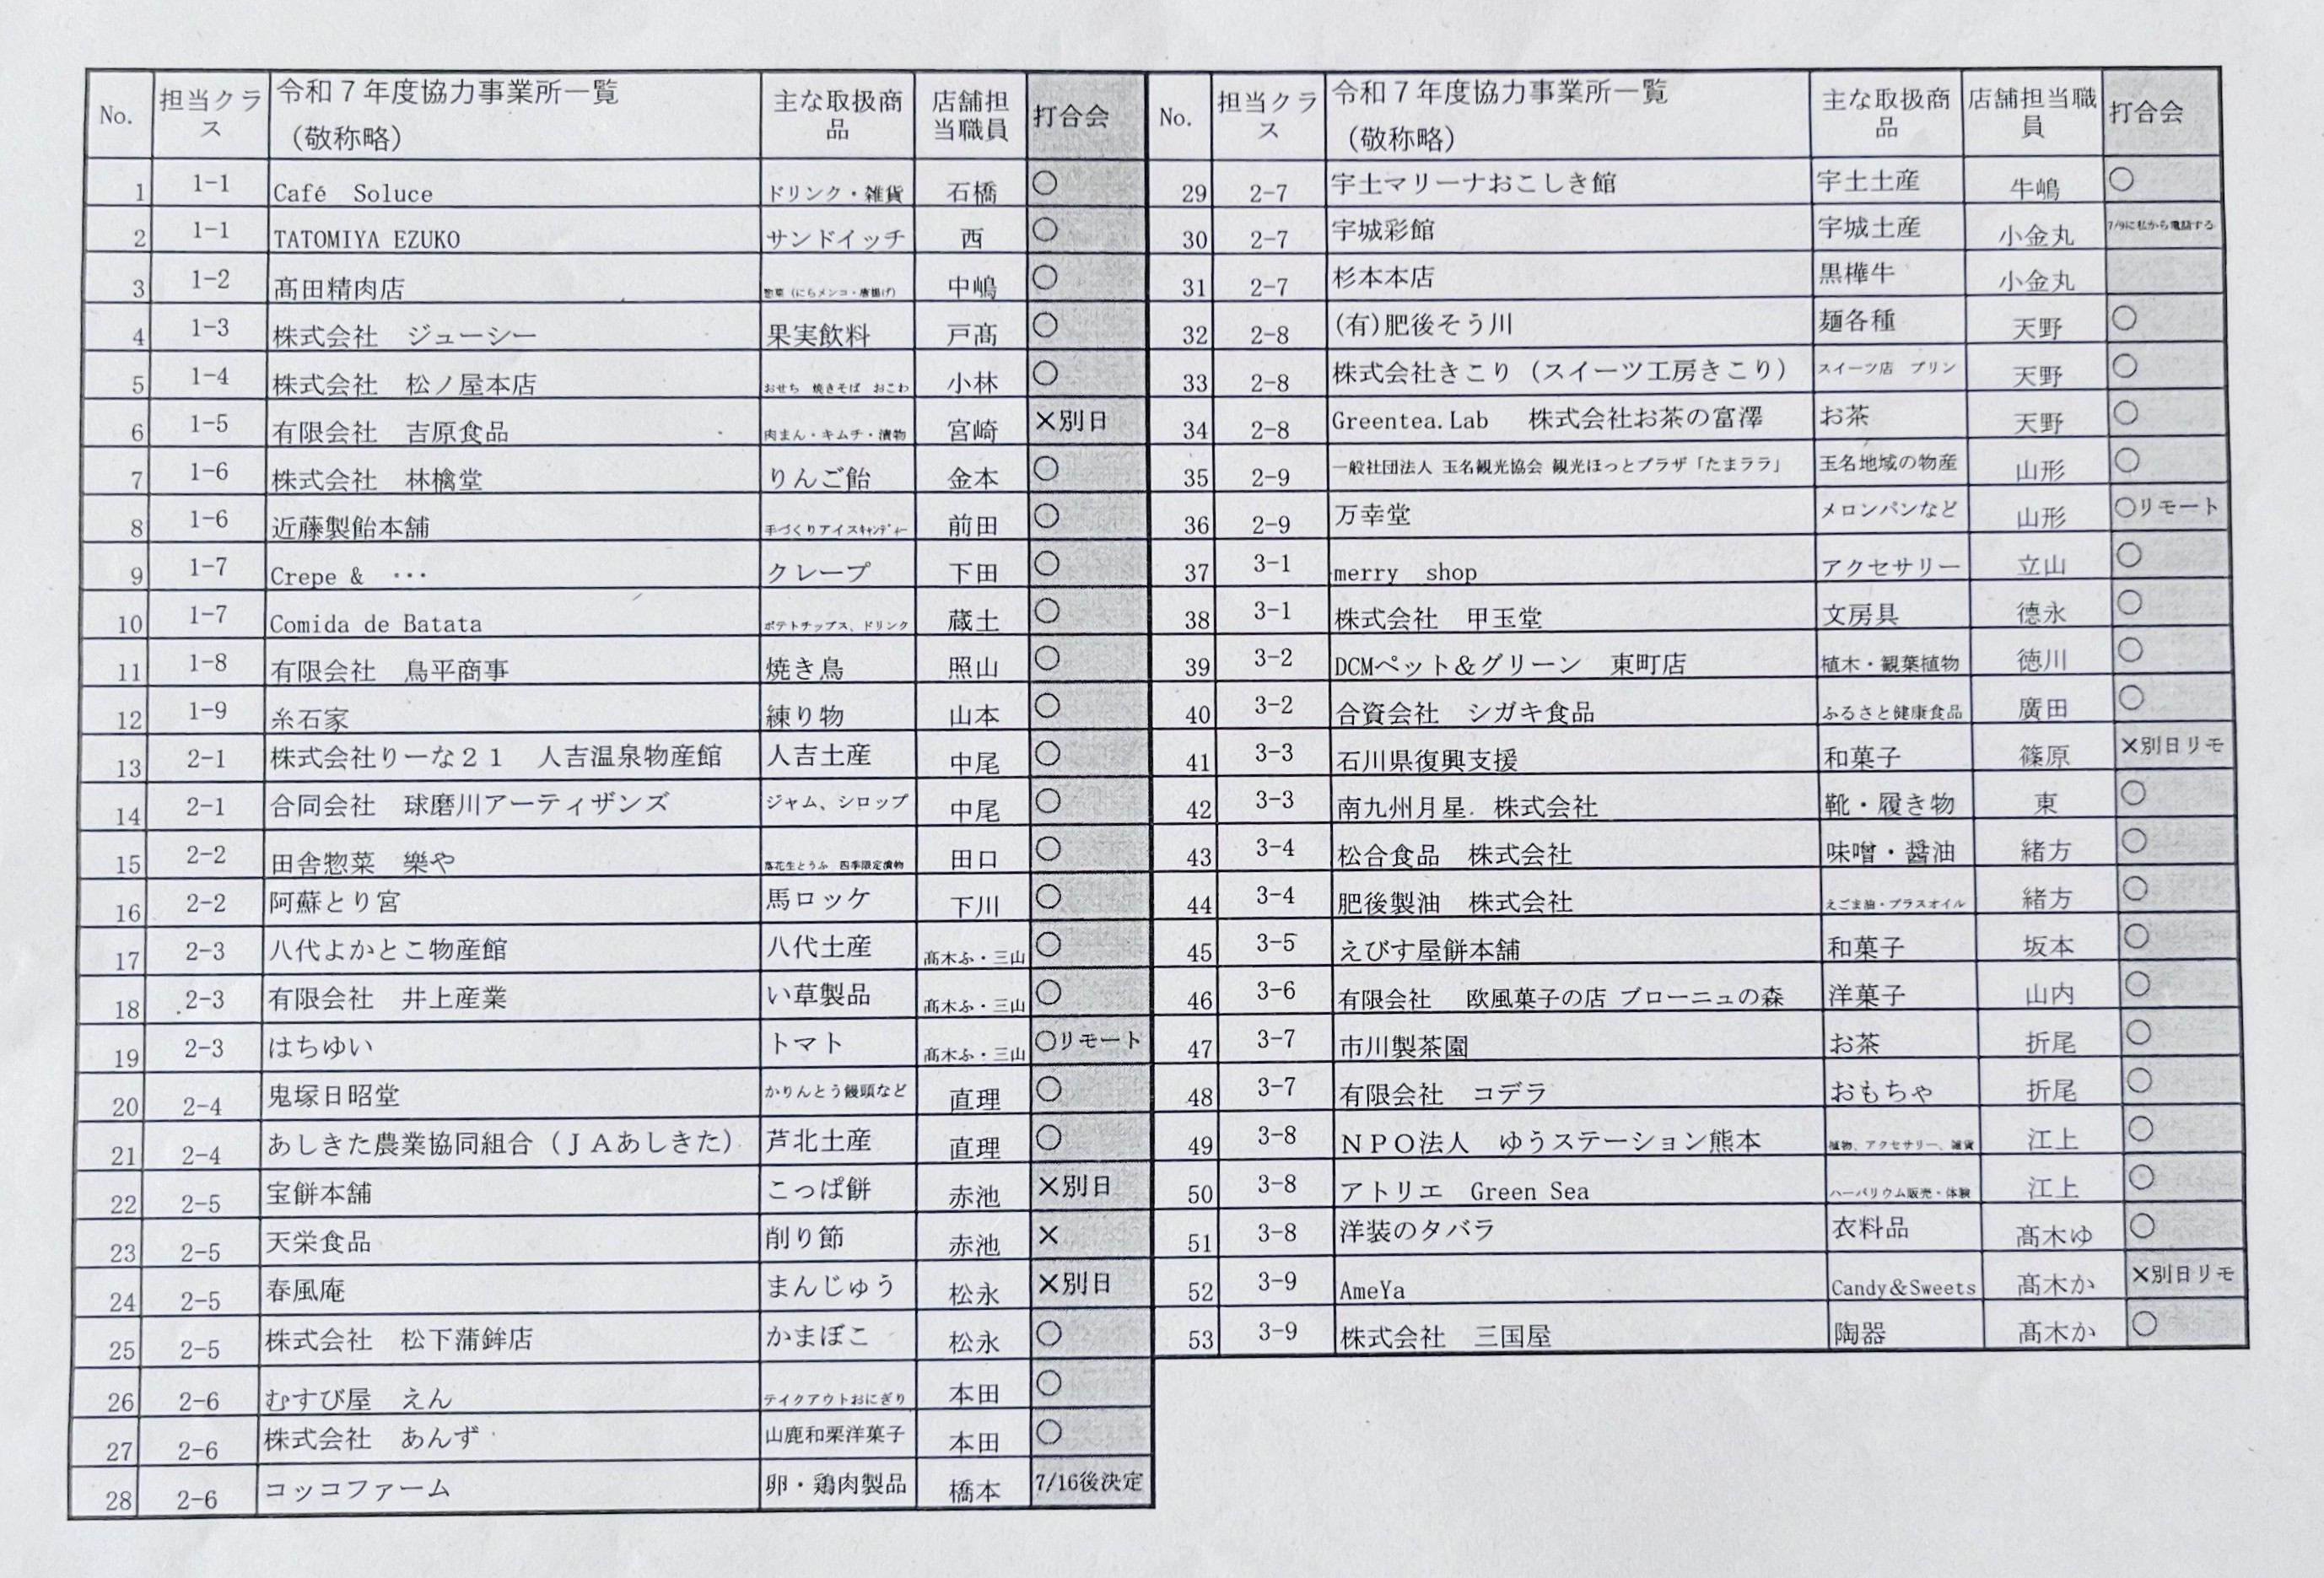 No. 担当クラス 令和７年度協力事業所一覧（敬称略） 主な取扱商品 店舗担当職員 打合会
1 1-1 Café Soluce ドリンク・雑貨 石橋 〇
2 1-1 TATOMIYA EZUKO サンドイッチ 西 〇
3 1-2 髙田精肉店 惣菜（にらメンコ・唐揚げ） 中嶋 〇
4 1-3 株式会社　ジューシー 果実飲料 戸髙 〇
5 1-4 株式会社　松ノ屋本店 おせち　焼きそば　おこわ 小林 〇
6 1-5 有限会社　吉原食品 肉まん・キムチ・漬物 宮崎 ×別日
7 1-6 株式会社　林檎堂 りんご飴 金本 〇
8 1-6 近藤製飴本舗 手づくりアイスｷｬﾝﾃﾞｨｰ 前田 〇
9 1-7 Crepe &　… クレープ 下田 〇
10 1-7 Comida de Batata ポテトチップス、ドリンク 蔵土 〇
11 1-8 有限会社　鳥平商事 焼き鳥 照山 〇
12 1-9 糸石家 練り物 山本 〇
13 2-1 株式会社りーな２１　人吉温泉物産館 人吉土産 中尾 〇
14 2-1 合同会社　球磨川アーティザンズ ジャム、シロップ 中尾 〇
15 2-2 田舎惣菜　樂や 落花生とうふ　四季限定漬物 田口 〇
16 2-2 阿蘇とり宮 馬ロッケ 下川 〇
17 2-3 八代よかとこ物産館 八代土産 髙木ふ・三山 〇
18 2-3 有限会社　井上産業 い草製品 髙木ふ・三山 〇
19 2-3 はちゆい トマト 髙木ふ・三山 〇リモート
20 2-4 鬼塚日昭堂 かりんとう饅頭など 直理 〇
21 2-4 あしきた農業協同組合（ＪＡあしきた） 芦北土産 直理 〇
22 2-5 宝餅本舗 こっぱ餅 赤池 ×別日
23 2-5 天栄食品 削り節 赤池 ×
24 2-5 春風庵 まんじゅう 松永 ×別日
25 2-5 株式会社　松下蒲鉾店 かまぼこ 松永 〇
26 2-6 むすび屋　えん テイクアウトおにぎり 本田 〇
27 2-6 株式会社　あんず 山鹿和栗洋菓子 本田 〇
28 2-6 コッコファーム 卵・鶏肉製品 橋本 7/16後決定
No. 担当クラス 令和７年度協力事業所一覧（敬称略） 主な取扱商品 店舗担当職員 打合会
29 2-7 宇土マリーナおこしき館 宇土土産 牛嶋 〇
30 2-7 宇城彩館 宇城土産 小金丸 7/9に私から電話する
31 2-7 杉本本店 黒樺牛 小金丸
32 2-8 (有)肥後そう川 麺各種 天野 〇
33 2-8 株式会社きこり（スイーツ工房きこり） スイーツ店　プリン 天野 〇
34 2-8 Greentea.Lab　株式会社お茶の富澤 お茶 天野 〇
35 2-9 一般社団法人 玉名観光協会 観光ほっとプラザ「たまララ」 玉名地域の物産 山形 〇
36 2-9 万幸堂 メロンパンなど 山形 〇リモート
37 3-1 merry　shop アクセサリー 立山 〇
38 3-1 株式会社　甲玉堂 文房具 德永 〇
39 3-2 DCMペット＆グリーン　東町店 植木・観葉植物 徳川 〇
40 3-2 合資会社　シガキ食品 ふるさと健康食品 廣田 〇
41 3-3 石川県復興支援 和菓子 篠原 ×別日リモ
42 3-3 南九州月星．株式会社 靴・履き物 東 〇
43 3-4 松合食品　株式会社 味噌・醤油 緒方 〇
44 3-4 肥後製油　株式会社 えごま油・プラスオイル 緒方 〇
45 3-5 えびす屋餅本舗 和菓子 坂本 〇
46 3-6 有限会社　欧風菓子の店 ブローニュの森 洋菓子 山内 〇
47 3-7 市川製茶園 お茶 折尾 〇
48 3-7 有限会社　コデラ おもちゃ 折尾 〇
49 3-8 ＮＰＯ法人　ゆうステーション熊本 植物、アクセサリー、雑貨 江上 〇
50 3-8 アトリエ　Green Sea ハーバリウム販売・体験 江上 〇
51 3-8 洋装のタバラ 衣料品 髙木ゆ 〇
52 3-9 AmeYa Candy＆Sweets 髙木か ×別日リモ
53 3-9 株式会社　三国屋 陶器 髙木か 〇